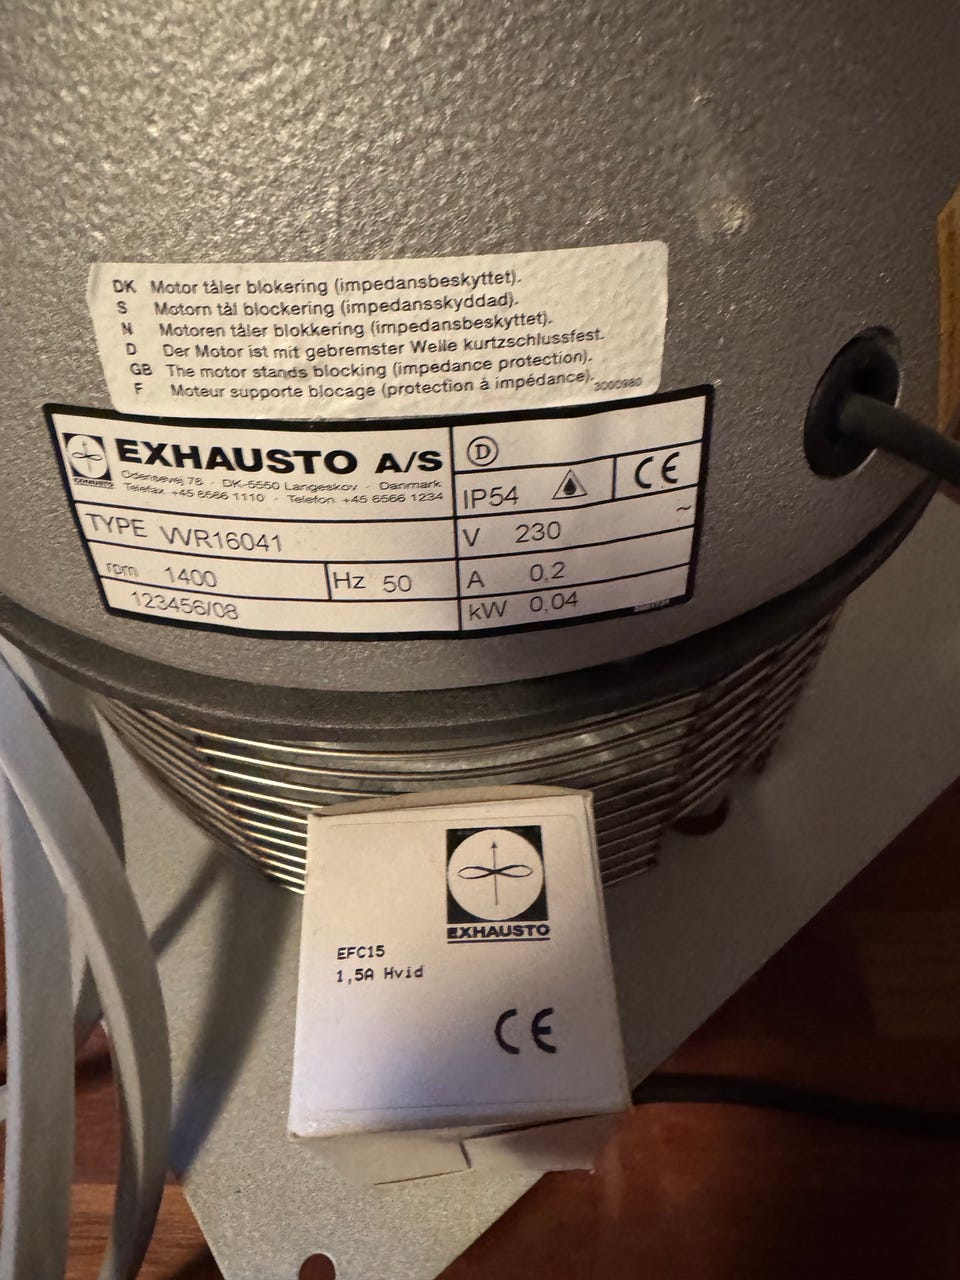 DK Motor tåler blokering (impedansbeskyttet).
S Motorn tål blockering (impedansskyddad).
N Motoren tåler blokkering (impedansbeskyttet).
D Der Motor ist mit gebremster Welle kurtzschlussfest.
GB The motor stands blocking (impedance protection).
F Moteur supporte blocage (protection à impédance).
3000980
EXHAUSTO
EXHAUSTO A/S
Odensevej 76 · DK-5550 Langeskov · Danmark
Telefax +45 6566 1110 · Telefon +45 6566 1234
D
IP54 CE
TYPE VVR16041
V 230 ~
rpm 1400 Hz 50
A 0,2
123456/08
kW 0,04
EXHAUSTO
EFC15
1,5A Hvid
CE